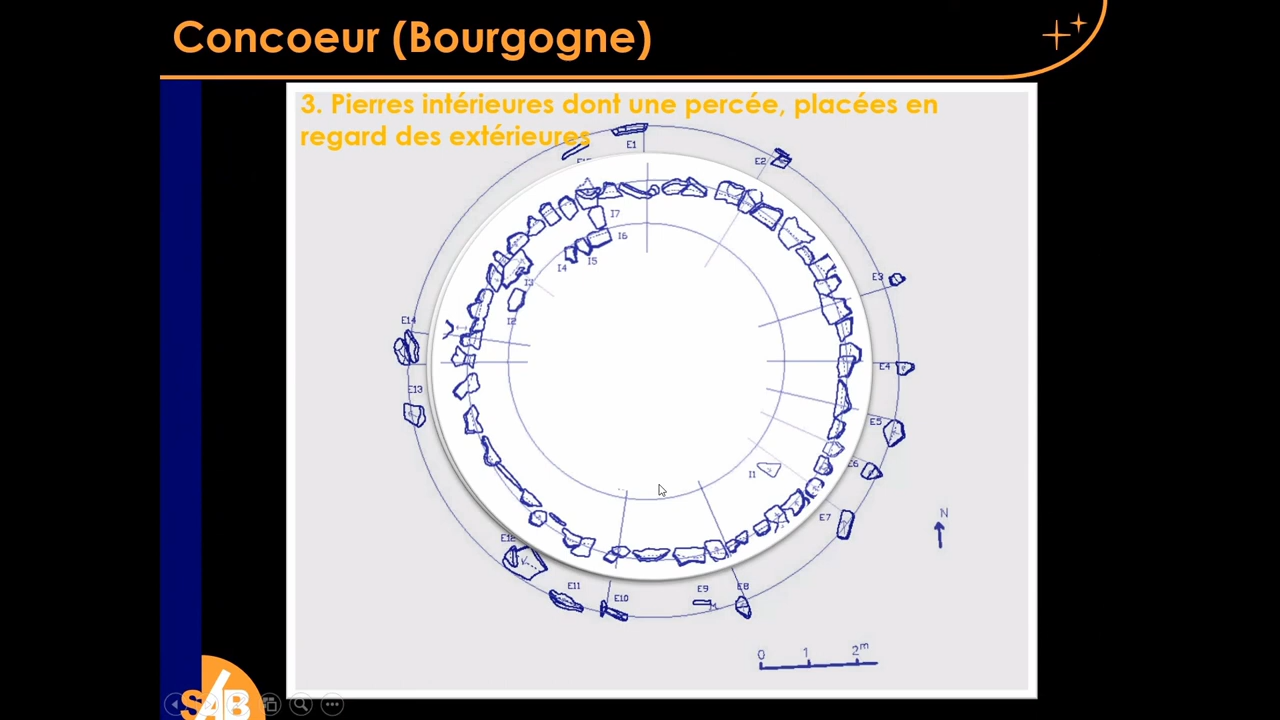 Concoeur (Bourgogne)
3. Pierres intérieures dont une percée, placées en
regard des extérieures
E1
E2
I7
I6
I5
I4
I3
I2
E3
E14
E4
E13
E5
E6
I1
E7
N
E12
E11
E10
E9
E8
0 1 2m
SAB